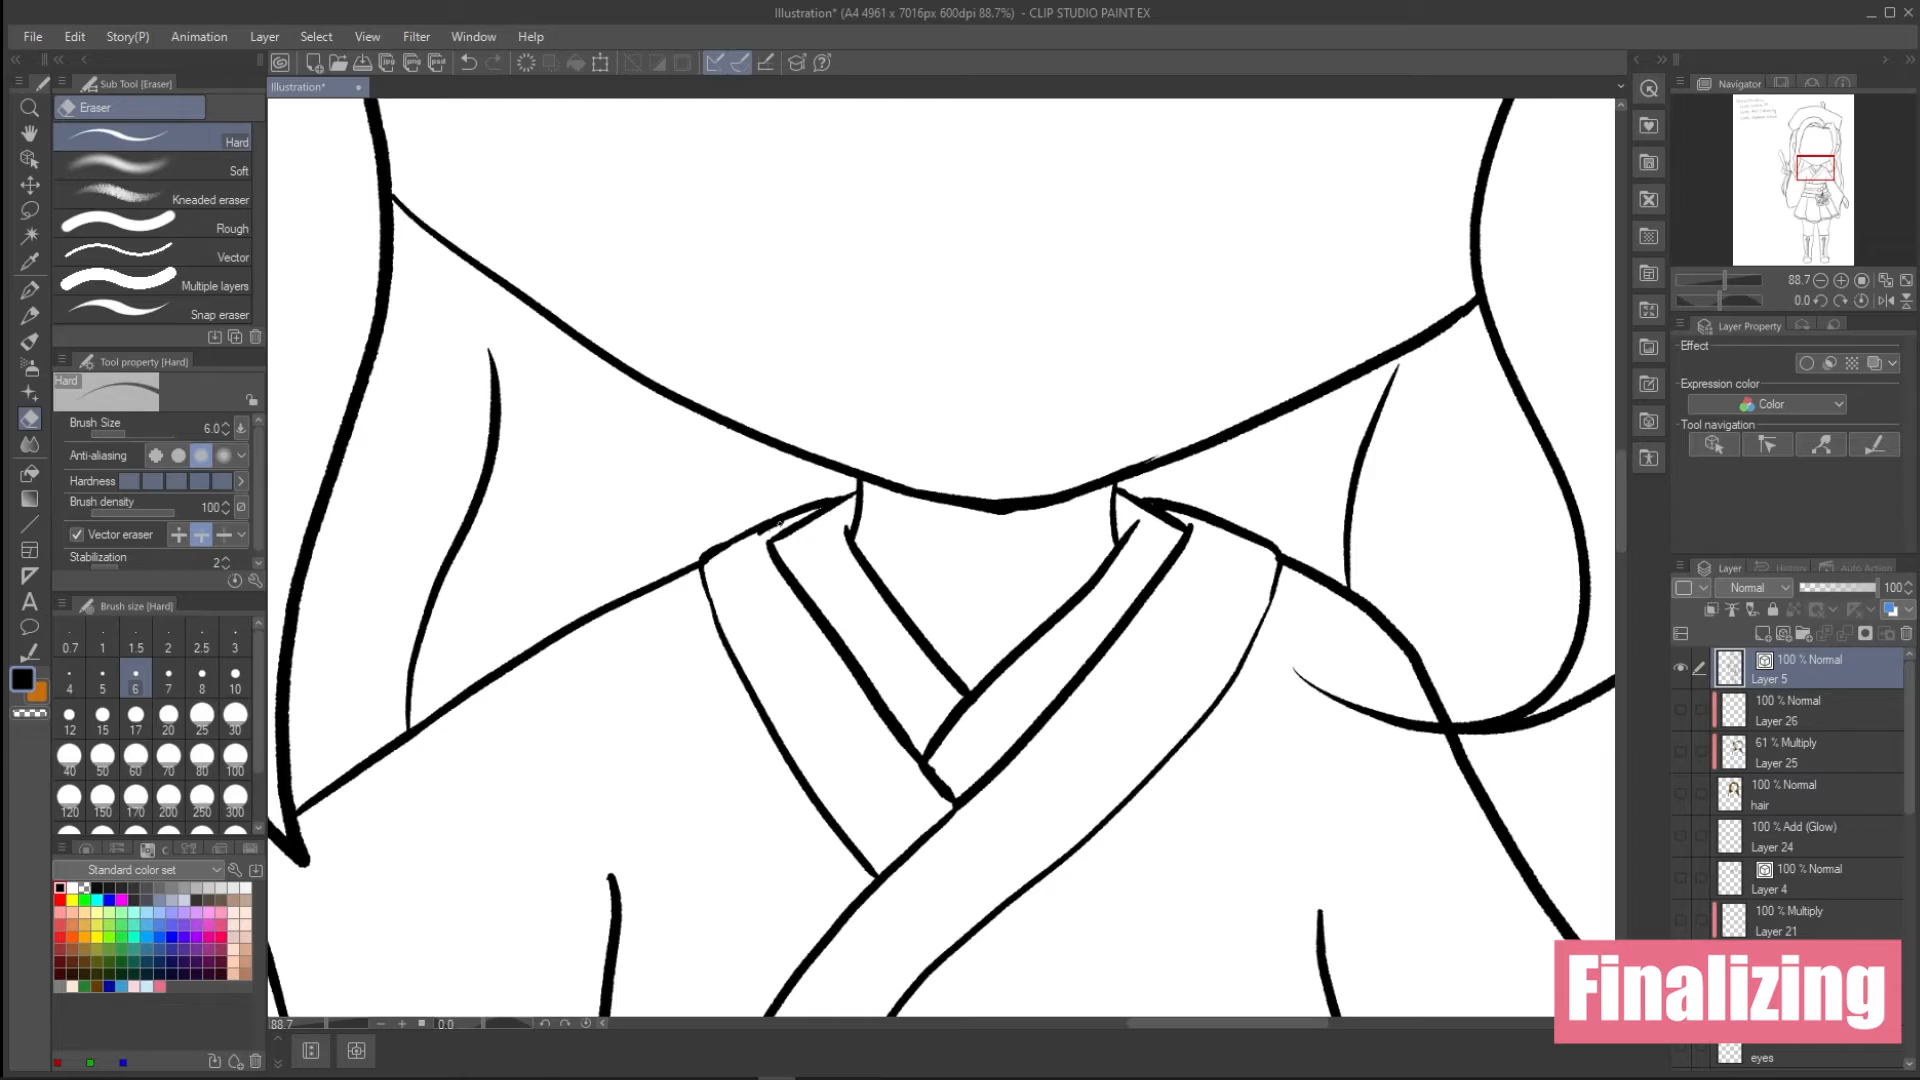 Illustration* (A4 4961 x 7016px 600dpi 88.7%) - CLIP STUDIO PAINT EX
File Edit Story(P) Animation Layer Select View Filter Window Help
Sub Tool [Eraser]
Illustration*
Navigator
Eraser
Hard
Soft
Kneaded eraser
Rough
Vector
Multiple layers
Snap eraser
88.7
0.0
Tool property [Hard]
Hard
Brush Size 6.0
Anti-aliasing
Hardness
Brush density 100
Vector eraser
Stabilization 2
Layer Property
Effect
Expression color
Color
Tool navigation
Brush size [Hard]
0.7 1 1.5 2 2.5 3
4 5 6 7 8 10
12 15 17 20 25 30
40 50 60 70 80 100
120 150 170 200 250 300
Standard color set
Layer History Auto Action
Normal 100
100 % Normal
Layer 5
100 % Normal
Layer 26
61 % Multiply
Layer 25
100 % Normal
hair
100 % Add (Glow)
Layer 24
100 % Normal
Layer 4
100 % Multiply
Layer 21
eyes
Finalizing
88.7 0.0